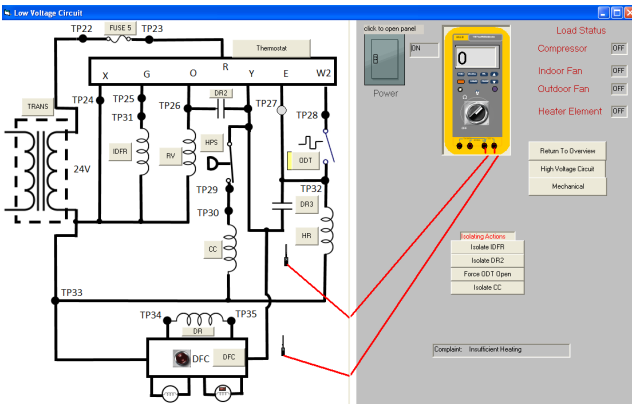 Low Voltage Circuit
TP22
FUSE 5
TP23
Thermostat
X
G
O
R
Y
E
W2
TRANS
TP24
TP25
TP26
DR2
TP27
TP28
TP31
24V
IDFR
RV
HPS
ODT
TP29
TP32
TP30
DR3
CC
HR
TP33
TP34
TP35
DR
DFC
DFC
click to open panel
ON
Power
0
Load Status
Compressor
OFF
Indoor Fan
OFF
Outdoor Fan
OFF
Heater Element
OFF
Return To Overview
High Voltage Circuit
Mechanical
Isolating Actions
Isolate IDFR
Isolate DR2
Force ODT Open
Isolate CC
Complaint: Insufficient Heating